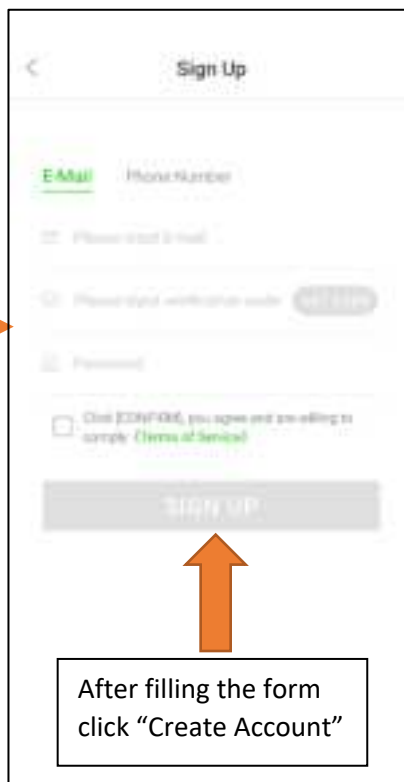 Sign Up
E-Mail Phone Number
Please input E-mail
Please input verification code
Password
Click [CONFIRM], you agree and are willing to
comply 《Terms of Service》
SIGN UP
After filling the form
click “Create Account”